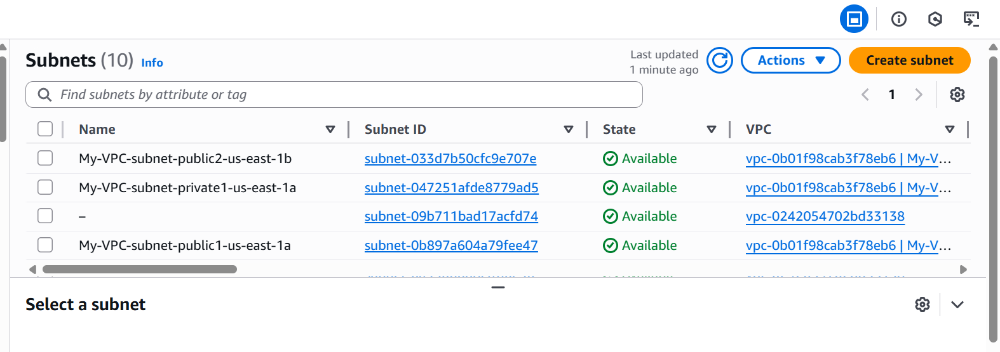 Subnets (10) Info
Last updated
1 minute ago
Actions
Create subnet
Find subnets by attribute or tag
1
Name Subnet ID State VPC
My-VPC-subnet-public2-us-east-1b subnet-033d7b50cfc9e707e Available vpc-0b01f98cab3f78eb6 | My-V...
My-VPC-subnet-private1-us-east-1a subnet-047251afde8779ad5 Available vpc-0b01f98cab3f78eb6 | My-V...
– subnet-09b711bad17acfd74 Available vpc-0242054702bd33138
My-VPC-subnet-public1-us-east-1a subnet-0b897a604a79fee47 Available vpc-0b01f98cab3f78eb6 | My-V...
Select a subnet